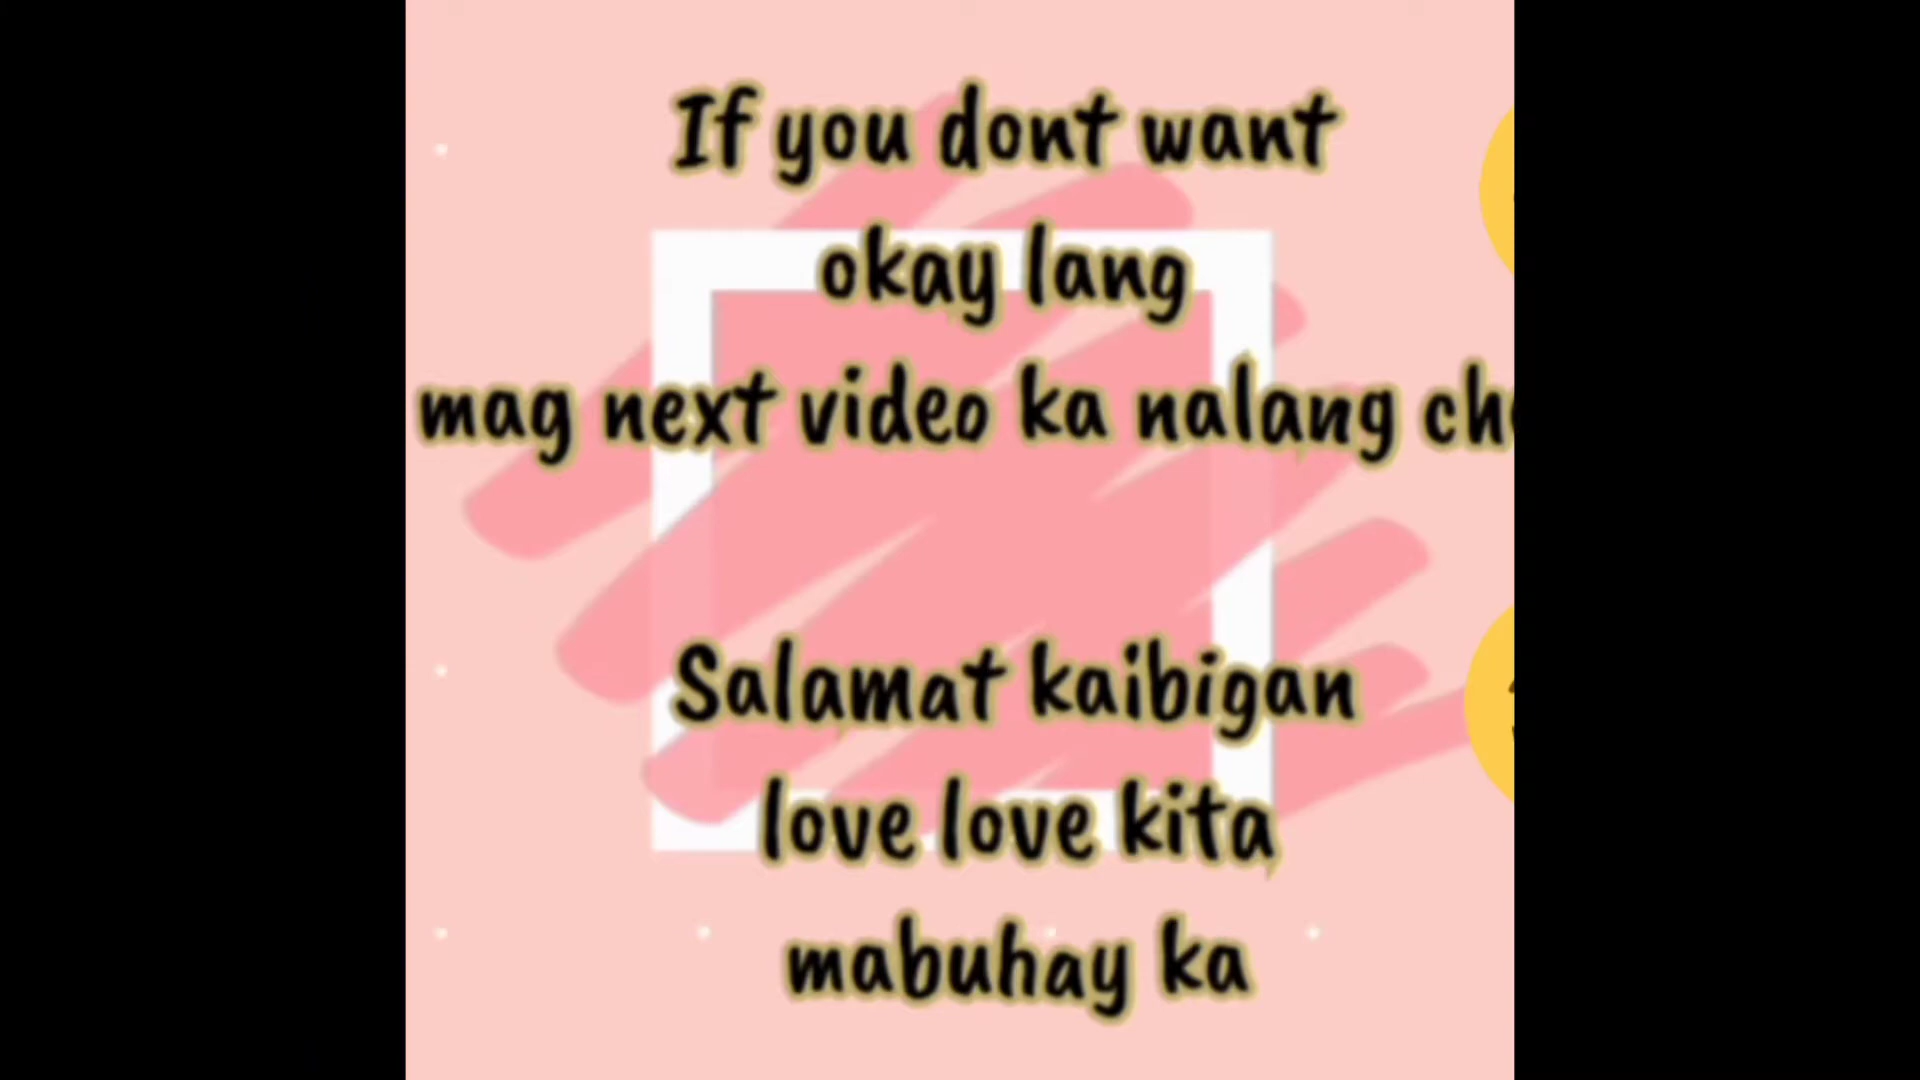 If you dont want
okay lang
mag next video ka nalang
Salamat kaibigan
love love kita
mabuhay ka